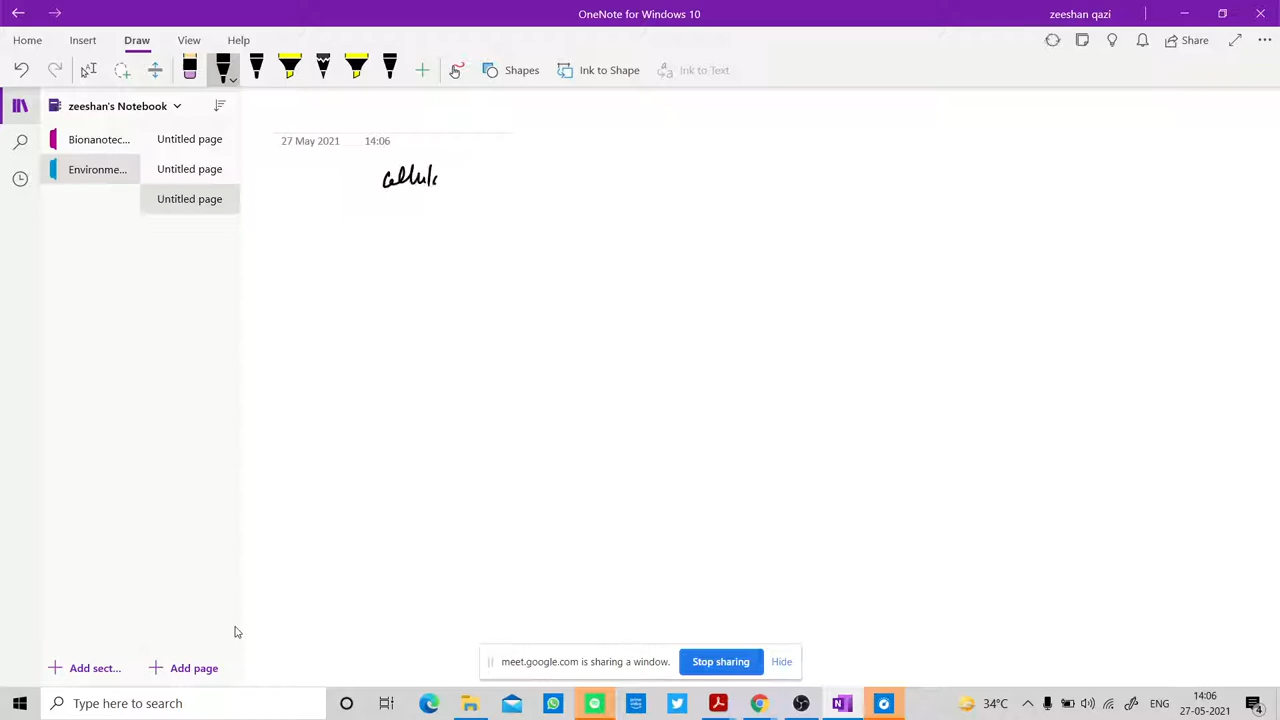 OneNote for Windows 10
zeeshan qazi
Home Insert Draw View Help
Share
Shapes Ink to Shape Ink to Text
zeeshan's Notebook
Bionanotec...
Environme...
Untitled page
Untitled page
Untitled page
27 May 2021 14:06
Add sect...
Add page
meet.google.com is sharing a window.
Stop sharing
Hide
Type here to search
34°C
ENG
14:06
27-05-2021
4